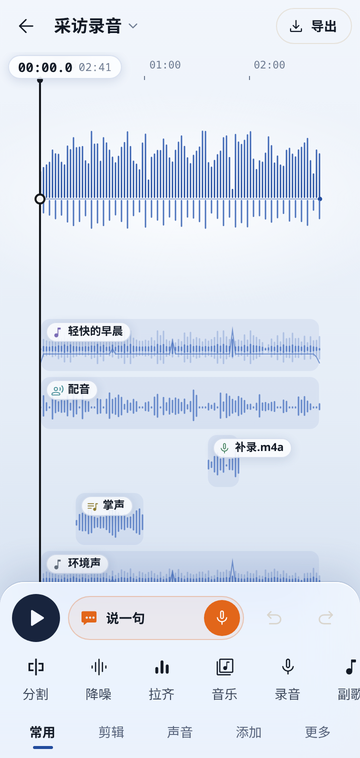 采访录音
导出
00:00.0 02:41
01:00
02:00
轻快的早晨
配音
补录.m4a
掌声
环境声
说一句
分割
降噪
拉齐
音乐
录音
副歌
常用
剪辑
声音
添加
更多